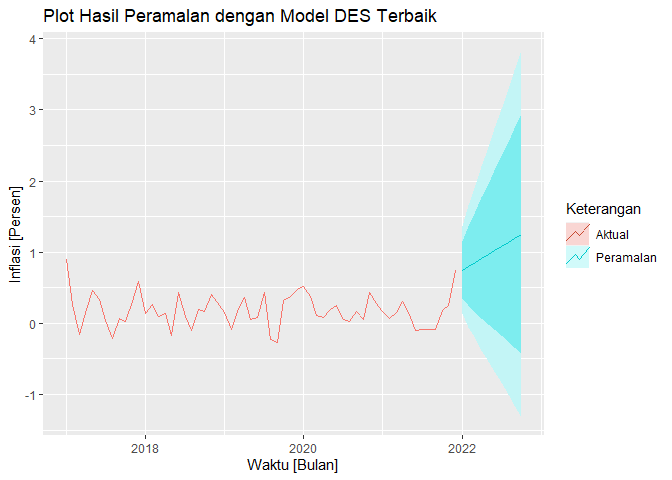 Plot Hasil Peramalan dengan Model DES Terbaik
4
3
2
1
0
-1
Inflasi [Persen]
2018
2020
2022
Waktu [Bulan]
Keterangan
Aktual
Peramalan